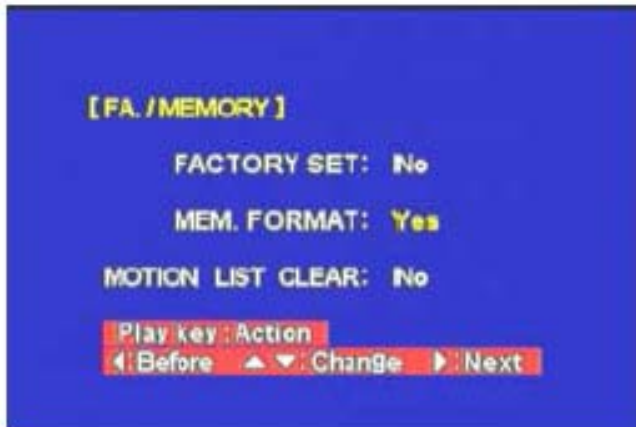 [ FA. / MEMORY ]
FACTORY SET: No
MEM. FORMAT: Yes
MOTION LIST CLEAR: No
Play key : Action
◀:Before ▲▼:Change ▶:Next